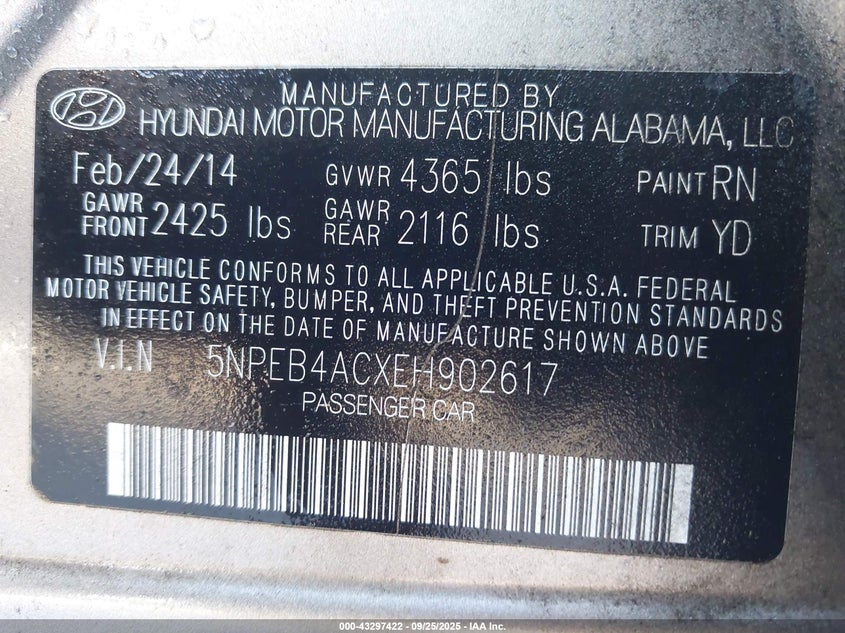 MANUFACTURED BY
HYUNDAI MOTOR MANUFACTURING ALABAMA, LLC
Feb/24/14 GVWR 4365 lbs PAINT RN
GAWR FRONT 2425 lbs GAWR REAR 2116 lbs TRIM YD
THIS VEHICLE CONFORMS TO ALL APPLICABLE U.S.A. FEDERAL
MOTOR VEHICLE SAFETY, BUMPER, AND THEFT PREVENTION STANDARDS
IN EFFECT ON THE DATE OF MANUFACTURE SHOWN ABOVE
V.I.N 5NPEB4ACXEH902617
PASSENGER CAR
000-43297422 - 09/25/2025 - IAA Inc.